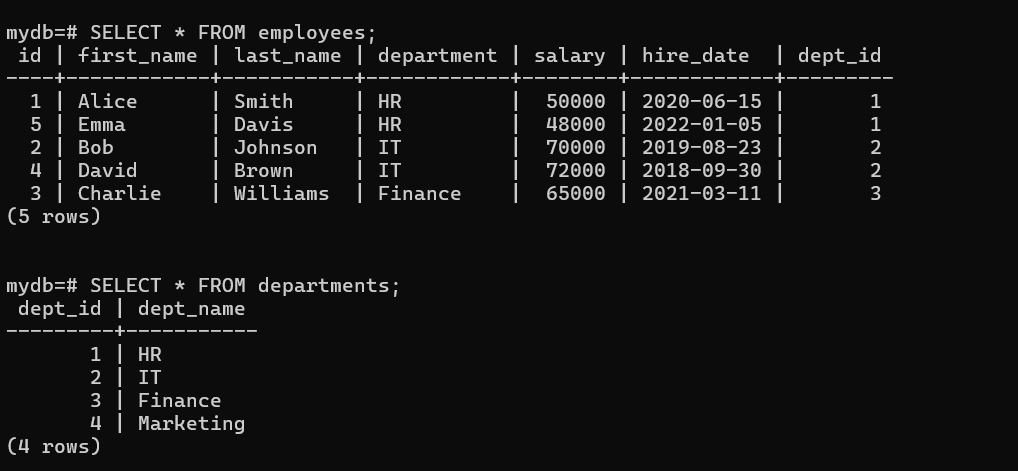 mydb=# SELECT * FROM employees;
 id | first_name | last_name | department | salary | hire_date  | dept_id
----+------------+-----------+------------+--------+------------+---------
  1 | Alice      | Smith     | HR         |  50000 | 2020-06-15 |       1
  5 | Emma       | Davis     | HR         |  48000 | 2022-01-05 |       1
  2 | Bob        | Johnson   | IT         |  70000 | 2019-08-23 |       2
  4 | David      | Brown     | IT         |  72000 | 2018-09-30 |       2
  3 | Charlie    | Williams  | Finance    |  65000 | 2021-03-11 |       3
(5 rows)
mydb=# SELECT * FROM departments;
 dept_id | dept_name
---------+-----------
       1 | HR
       2 | IT
       3 | Finance
       4 | Marketing
(4 rows)